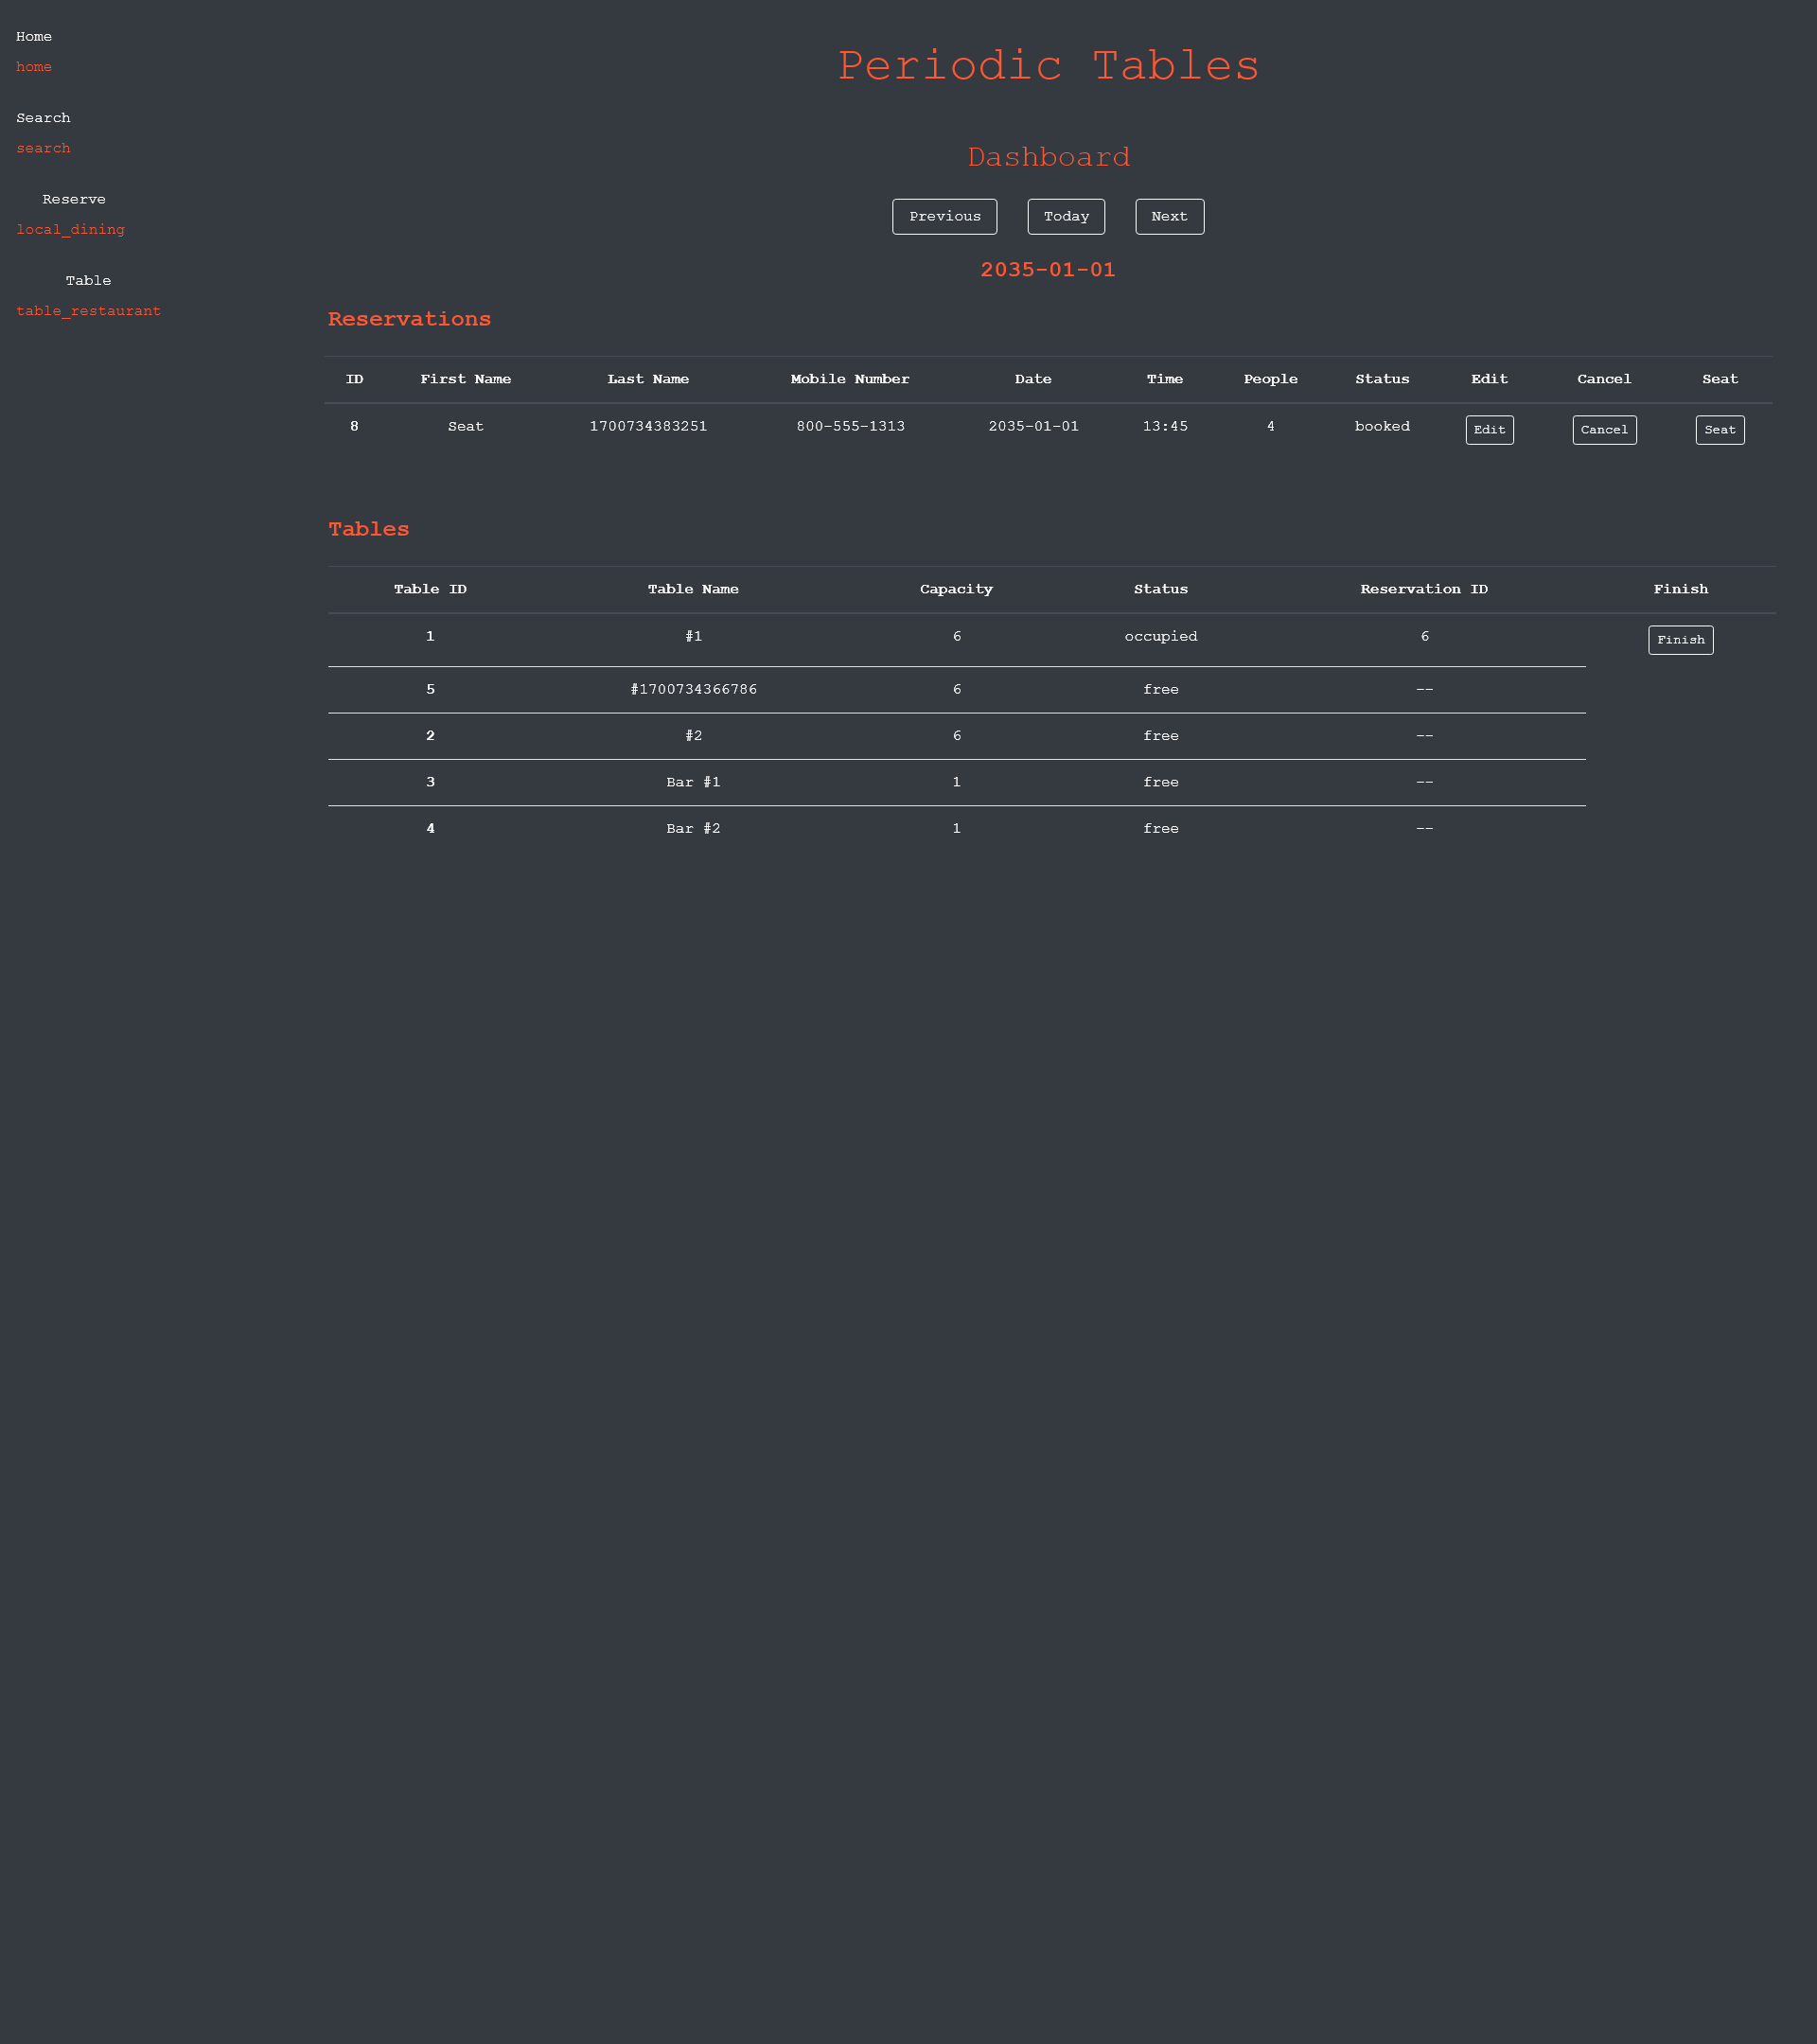 Home
home
Search
search
Reserve
local_dining
Table
table_restaurant
Periodic Tables
Dashboard
Previous Today Next
2035-01-01
Reservations
ID First Name Last Name Mobile Number Date Time People Status Edit Cancel Seat
8 Seat 1700734383251 800-555-1313 2035-01-01 13:45 4 booked Edit Cancel Seat
Tables
Table ID Table Name Capacity Status Reservation ID Finish
1 #1 6 occupied 6 Finish
5 #1700734366786 6 free --
2 #2 6 free --
3 Bar #1 1 free --
4 Bar #2 1 free --